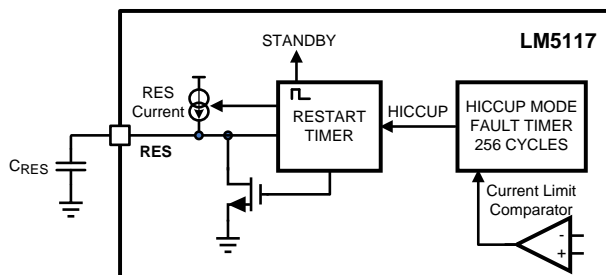 LM5117
STANDBY
RES
Current
RESTART
TIMER
HICCUP
HICCUP MODE
FAULT TIMER
256 CYCLES
RES
CRES
Current Limit
Comparator
-
+